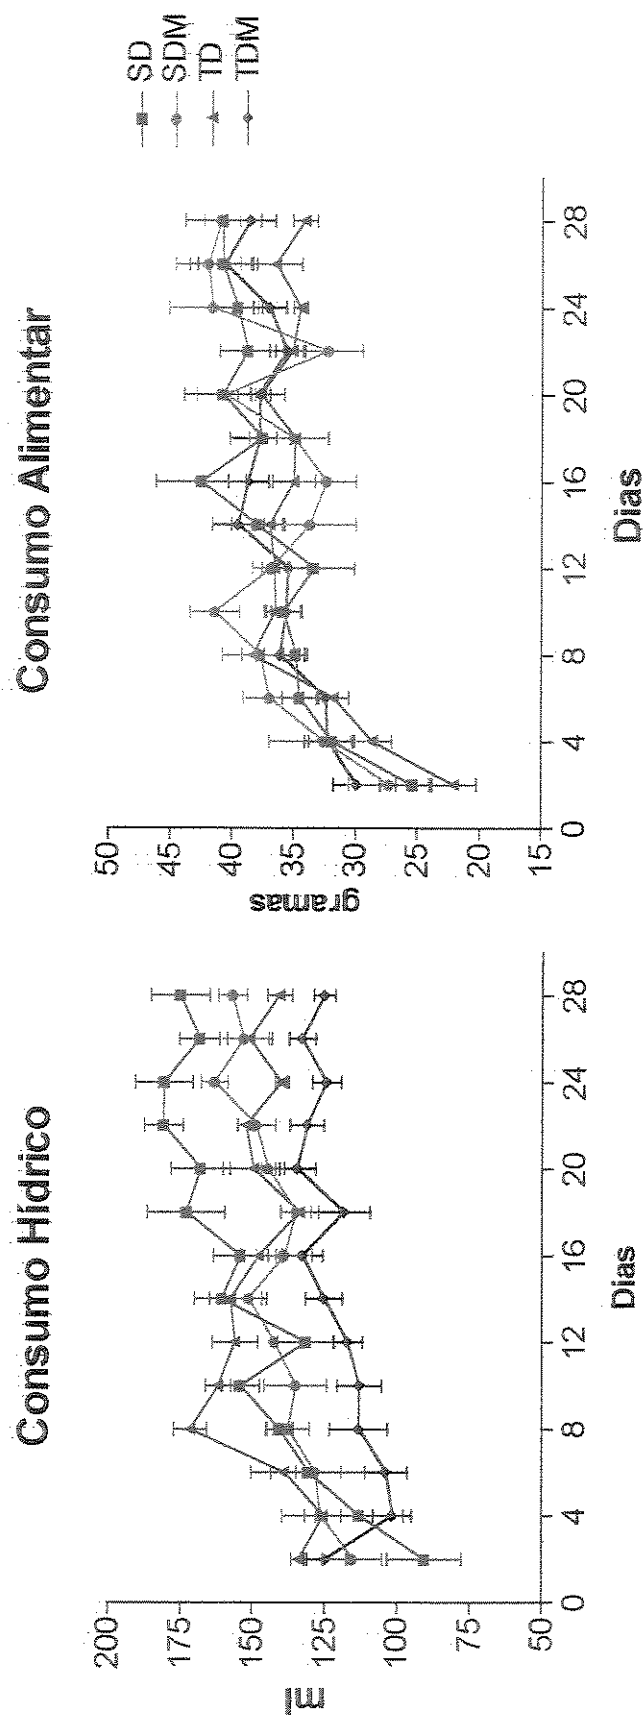 Consumo Hídrico
200
175
150
125
100
75
50
ml
0 4 8 12 16 20 24 28
Dias
Consumo Alimentar
50
45
40
35
30
25
20
15
gramas
0 4 8 12 16 20 24 28
Dias
SD
SDM
TD
TDM